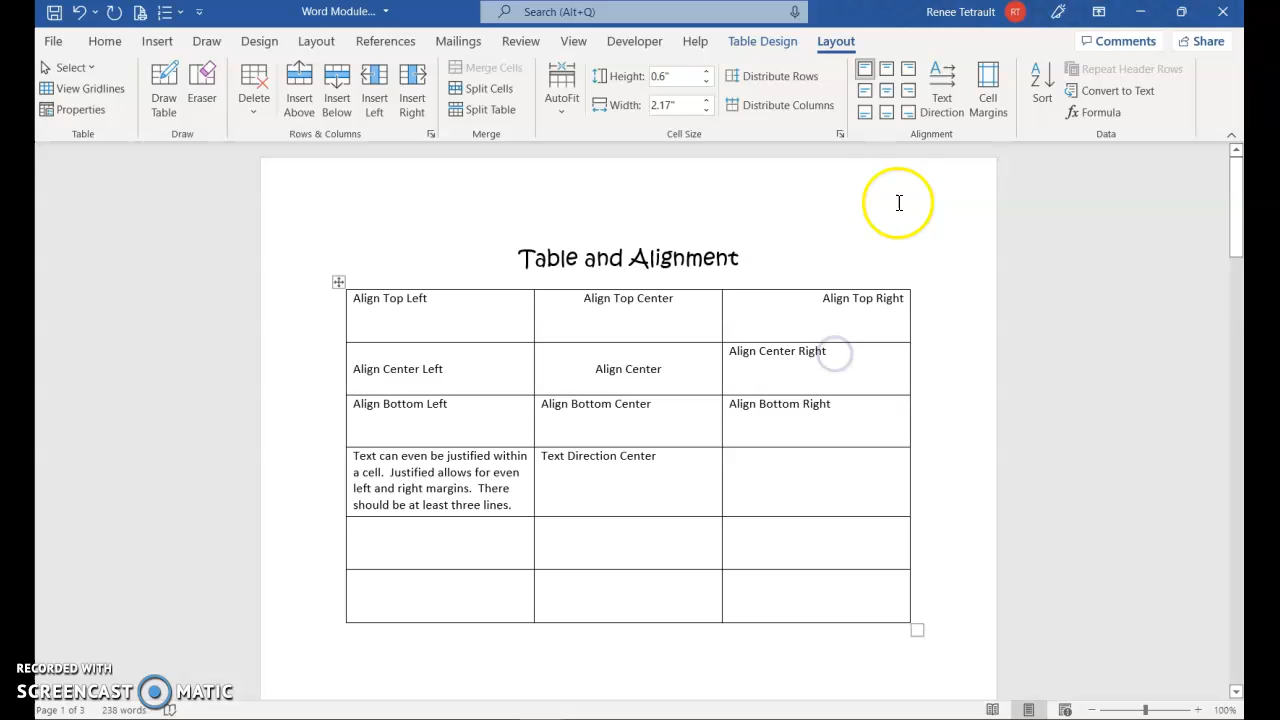 Word Module...
Search (Alt+Q)
Renee Tetrault
RT
File
Home
Insert
Draw
Design
Layout
References
Mailings
Review
View
Developer
Help
Table Design
Layout
Comments
Share
Select
View Gridlines
Properties
Table
Draw Table
Eraser
Draw
Delete
Insert Above
Insert Below
Insert Left
Insert Right
Rows & Columns
Merge Cells
Split Cells
Split Table
Merge
AutoFit
Height: 0.6"
Width: 2.17"
Distribute Rows
Distribute Columns
Cell Size
Text Direction
Cell Margins
Alignment
Sort
Repeat Header Rows
Convert to Text
Formula
Data
Table and Alignment
Align Top Left
Align Top Center
Align Top Right
Align Center Left
Align Center
Align Center Right
Align Bottom Left
Align Bottom Center
Align Bottom Right
Text can even be justified within
a cell. Justified allows for even
left and right margins. There
should be at least three lines.
Text Direction Center
RECORDED WITH
SCREENCAST MATIC
Page 1 of 3
238 words
100%